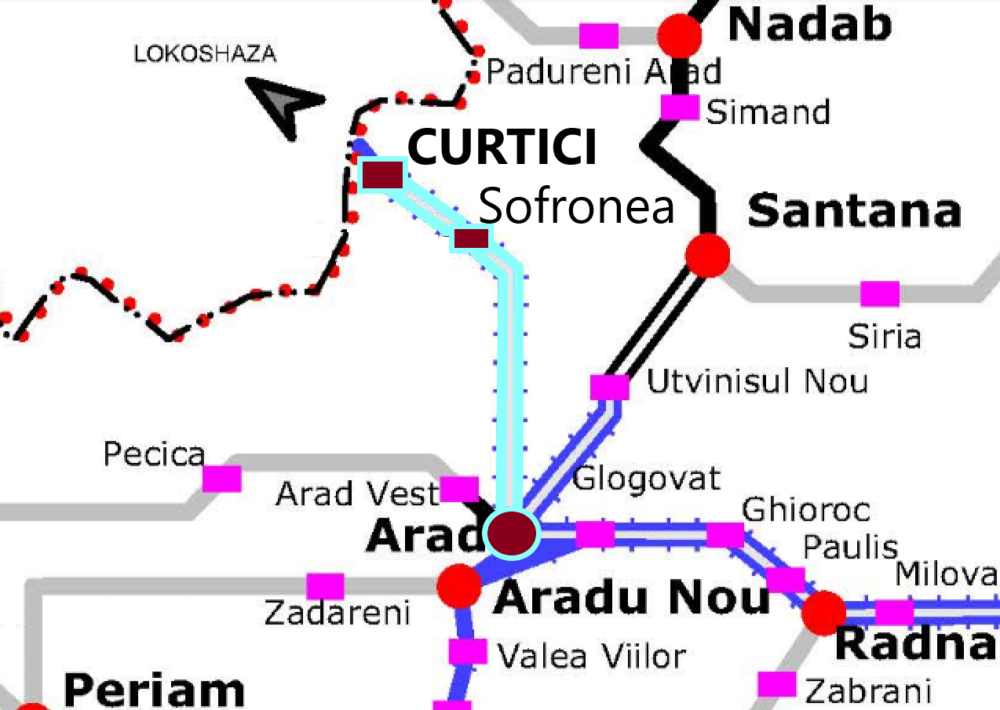 Nadab
LOKOSHAZA
Padureni Arad
Simand
CURTICI
Sofronea
Santana
Siria
Utvinisul Nou
Pecica
Glogovat
Arad Vest
Ghioroc
Arad
Paulis
Milova
Aradu Nou
Zadareni
Radna
Valea Viilor
Periam
Zabrani